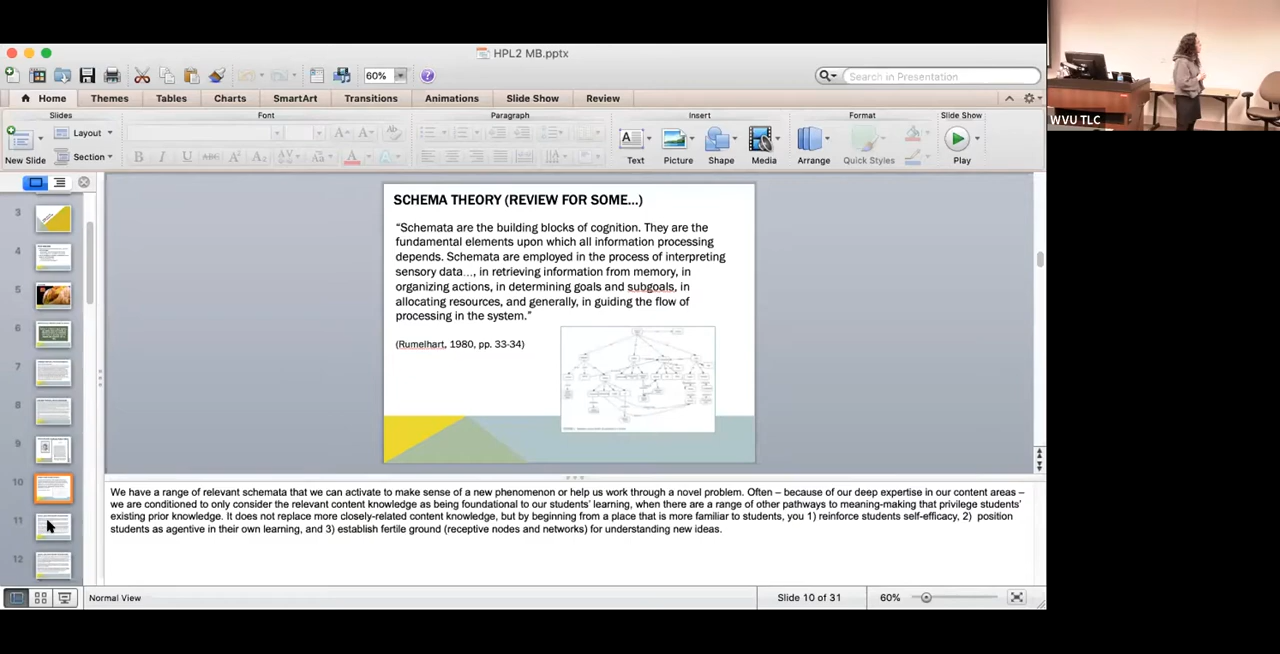 HPL2 MB.pptx
60%
Search in Presentation
Home
Themes
Tables
Charts
SmartArt
Transitions
Animations
Slide Show
Review
Slides
Font
Paragraph
Insert
Format
Slide Show
New Slide
Layout
Section
Text
Picture
Shape
Media
Arrange
Quick Styles
Play
WVU TLC
3
4
5
6
7
8
9
10
11
12
SCHEMA THEORY (REVIEW FOR SOME...)
“Schemata are the building blocks of cognition. They are the
fundamental elements upon which all information processing
depends. Schemata are employed in the process of interpreting
sensory data..., in retrieving information from memory, in
organizing actions, in determining goals and subgoals, in
allocating resources, and generally, in guiding the flow of
processing in the system.”
(Rumelhart, 1980, pp. 33-34)
We have a range of relevant schemata that we can activate to make sense of a new phenomenon or help us work through a novel problem. Often – because of our deep expertise in our content areas –
we are conditioned to only consider the relevant content knowledge as being foundational to our students’ learning, when there are a range of other pathways to meaning-making that privilege students’
existing prior knowledge. It does not replace more closely-related content knowledge, but by beginning from a place that is more familiar to students, you 1) reinforce students self-efficacy, 2) position
students as agentive in their own learning, and 3) establish fertile ground (receptive nodes and networks) for understanding new ideas.
Normal View
Slide 10 of 31
60%